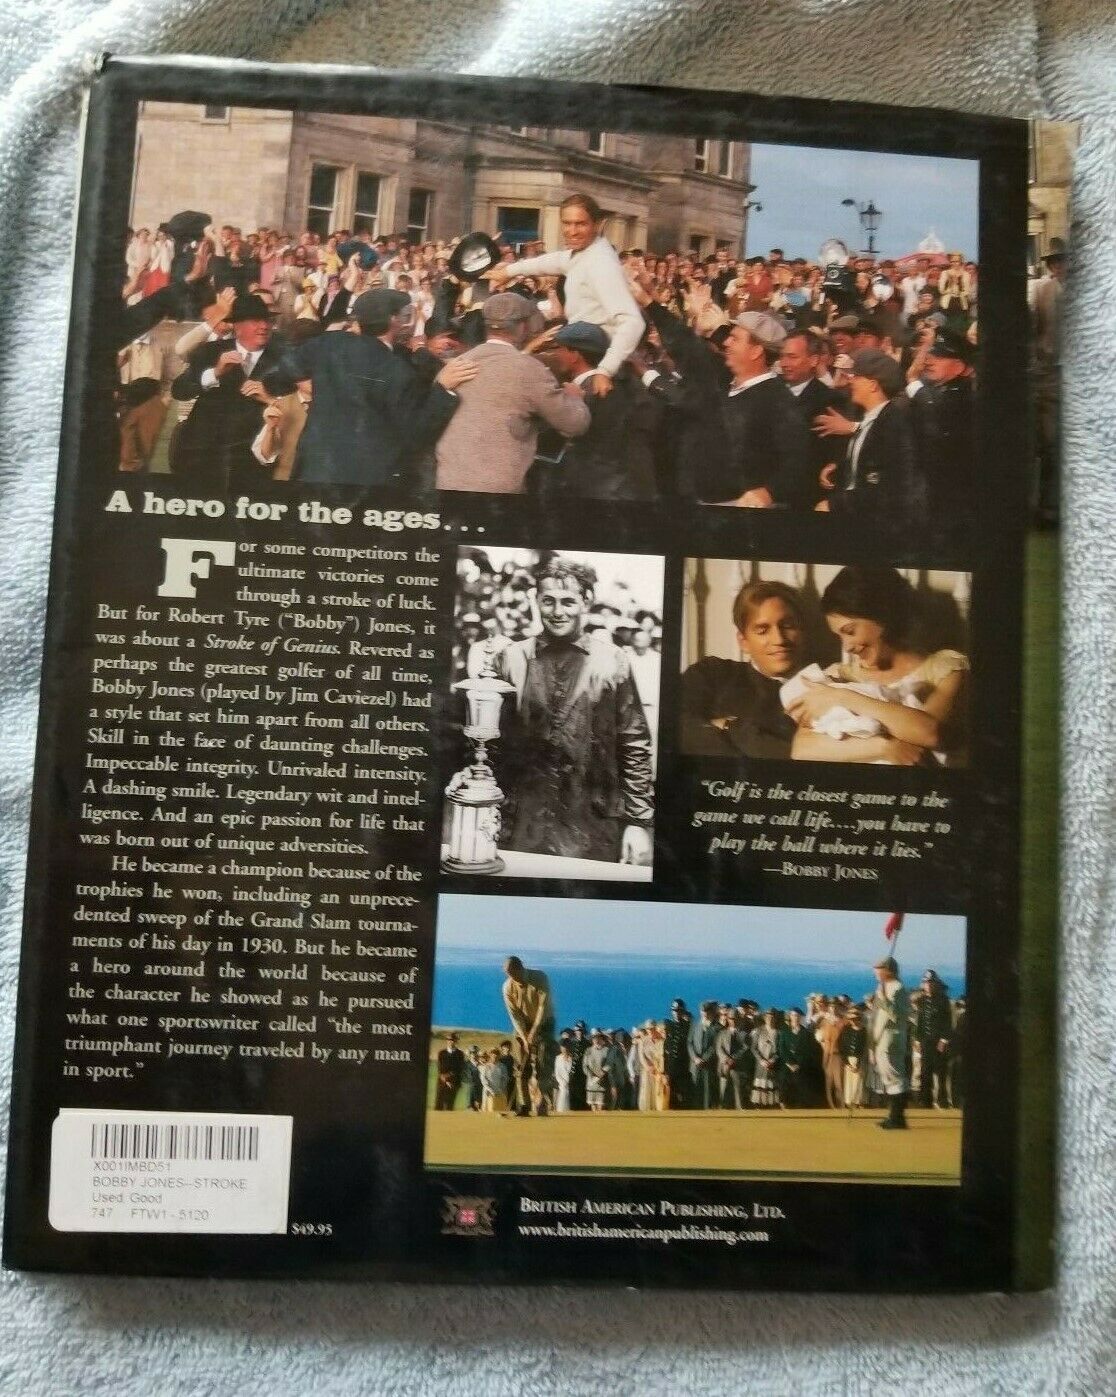 A hero for the ages...
For some competitors the
ultimate victories come
through a stroke of luck.
But for Robert Tyre ("Bobby") Jones, it
was about a Stroke of Genius. Revered as
perhaps the greatest golfer of all time,
Bobby Jones (played by Jim Caviezel) had
a style that set him apart from all others.
Skill in the face of daunting challenges.
Impeccable integrity. Unrivaled intensity.
A dashing smile. Legendary wit and intel-
ligence. And an epic passion for life that
was born out of unique adversities.
He became a champion because of the
trophies he won, including an unprece-
dented sweep of the Grand Slam tourna-
ments of his day in 1930. But he became
a hero around the world because of
the character he showed as he pursued
what one sportswriter called "the most
triumphant journey traveled by any man
in sport."
"Golf is the closest game to the
game we call life....you have to
play the ball where it lies."
—BOBBY JONES
X001IMBD51
BOBBY JONES--STROKE
Used Good
747 FTW1-5120
$49.95
BRITISH AMERICAN PUBLISHING, LTD.
www.britishamericanpublishing.com